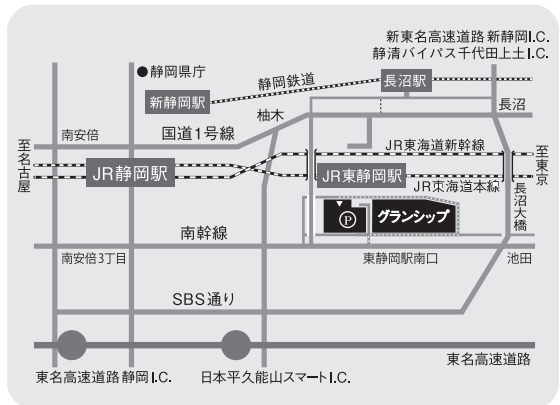 新東名高速道路 新静岡I.C.
静清バイパス千代田上土I.C.
静岡県庁
静岡鉄道
長沼駅
新静岡駅
柚木
長沼
南安倍
国道1号線
JR東海道新幹線
至名古屋
JR静岡駅
JR東静岡駅
至東京
JR東海道本線
長沼大橋
P
グランシップ
南幹線
南安倍3丁目
東静岡駅南口
池田
SBS通り
東名高速道路
東名高速道路 静岡I.C.
日本平久能山スマートI.C.